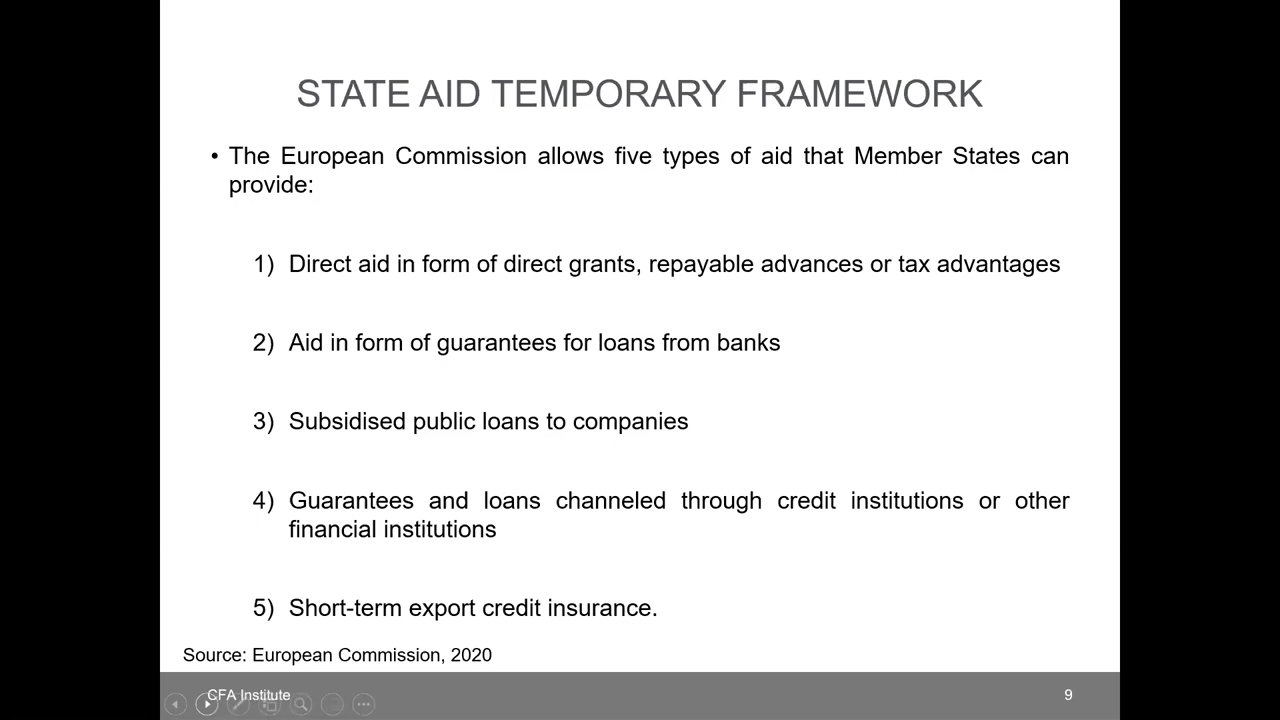 STATE AID TEMPORARY FRAMEWORK
• The European Commission allows five types of aid that Member States can
provide:
1) Direct aid in form of direct grants, repayable advances or tax advantages
2) Aid in form of guarantees for loans from banks
3) Subsidised public loans to companies
4) Guarantees and loans channeled through credit institutions or other
financial institutions
5) Short-term export credit insurance.
Source: European Commission, 2020
CFA Institute
9